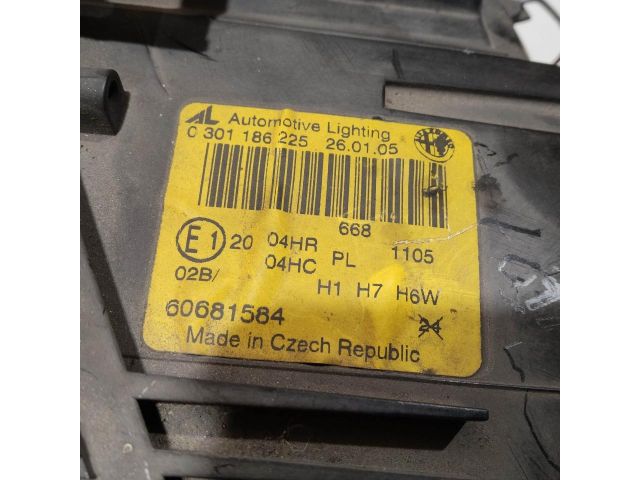 AL Automotive Lighting
0 301 186 225 26.01.05
668
E1 20 04HR PL 1105
04HC
02B/ H1 H7 H6W
60681584 24
Made in Czech Republic